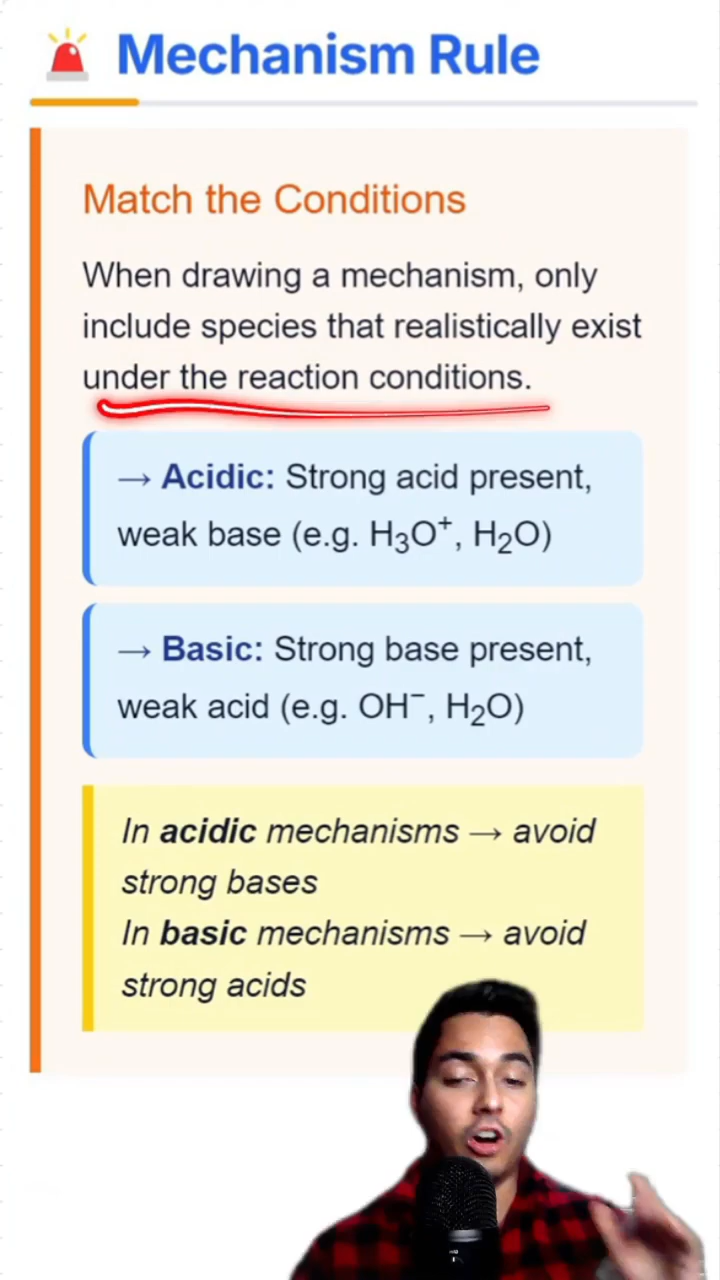 Mechanism Rule
Match the Conditions
When drawing a mechanism, only
include species that realistically exist
under the reaction conditions.
→ Acidic: Strong acid present,
weak base (e.g. H₃O⁺, H₂O)
→ Basic: Strong base present,
weak acid (e.g. OH⁻, H₂O)
In acidic mechanisms → avoid
strong bases
In basic mechanisms → avoid
strong acids